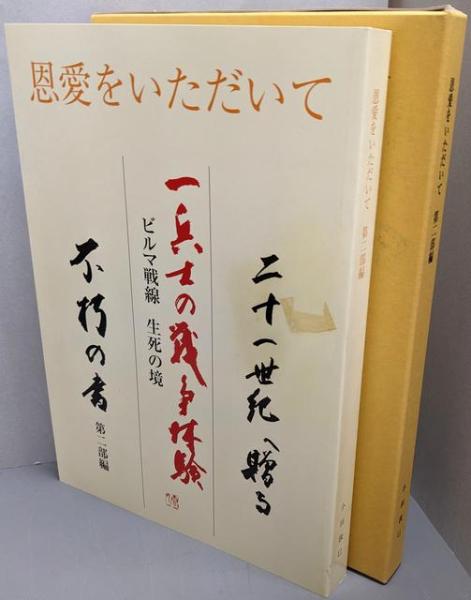 恩愛をいただいて
二十一世紀へ贈る
一兵士の戦争体験
ビルマ戦線 生死の境
不朽の書 第二部編
恩愛をいただいて 第二部編
恩愛をいただいて 第二部編